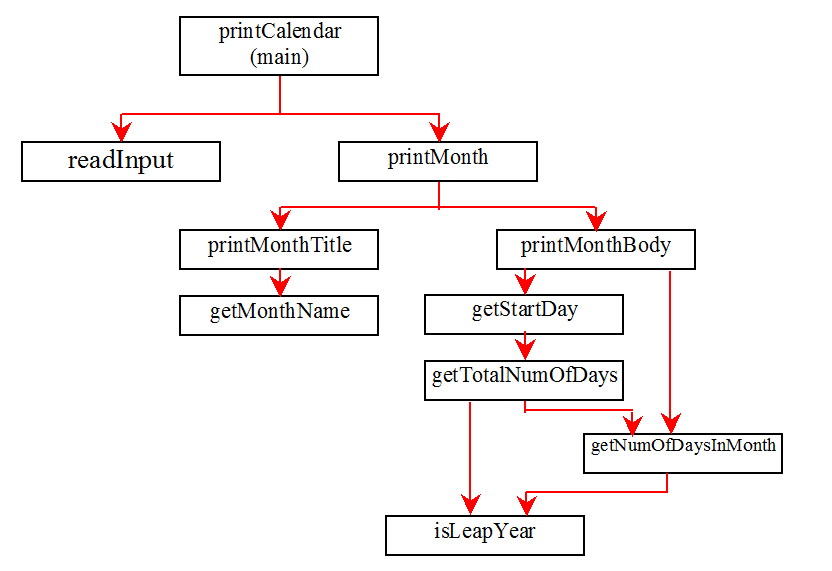 printCalendar
(main)
readInput
printMonth
printMonthTitle
printMonthBody
getMonthName
getStartDay
getTotalNumOfDays
getNumOfDaysInMonth
isLeapYear